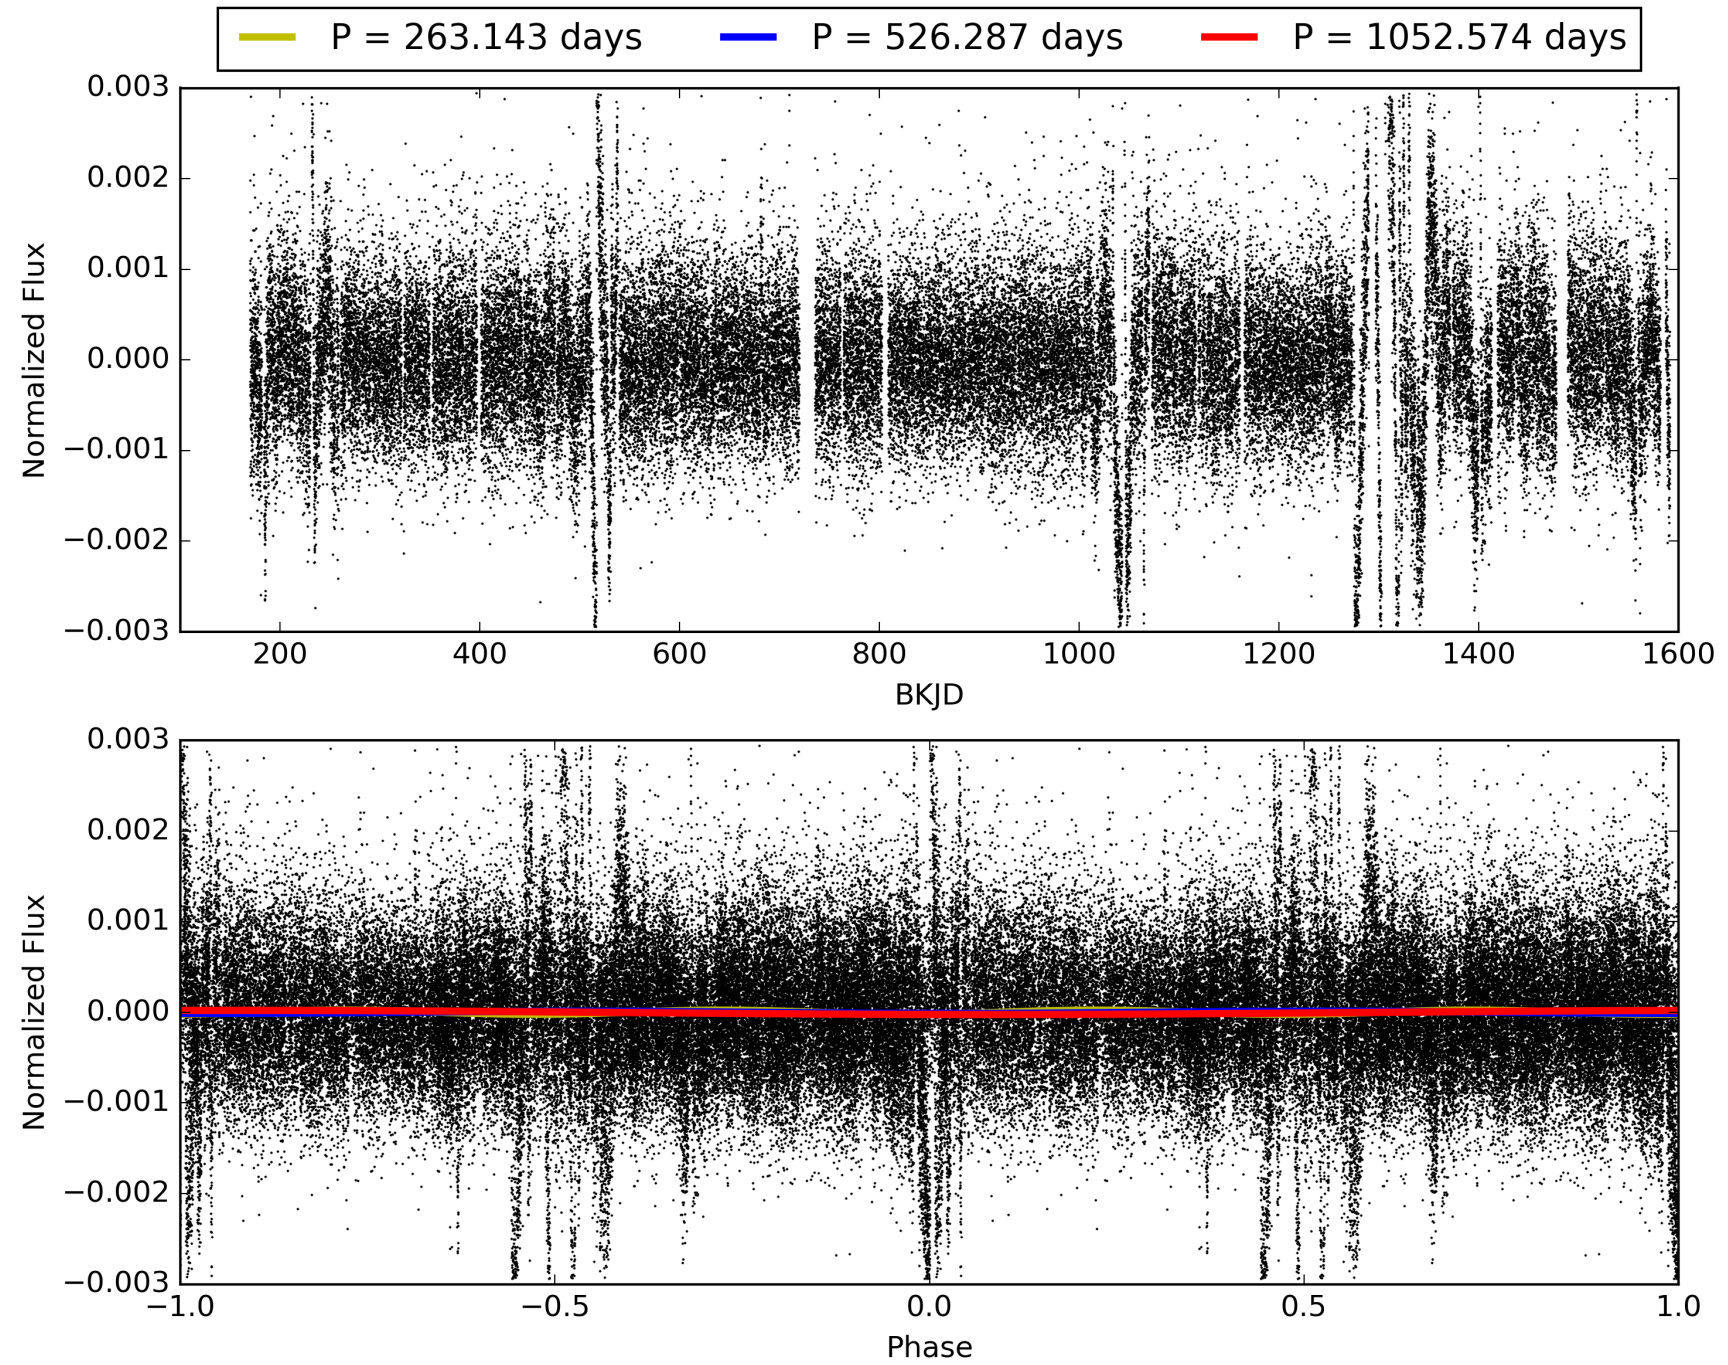 P = 263.143 days P = 526.287 days P = 1052.574 days
0.003
0.002
0.001
0.000
−0.001
−0.002
−0.003
Normalized Flux
200 400 600 800 1000 1200 1400 1600
BKJD
0.003
0.002
0.001
0.000
−0.001
−0.002
−0.003
Normalized Flux
−1.0 −0.5 0.0 0.5 1.0
Phase